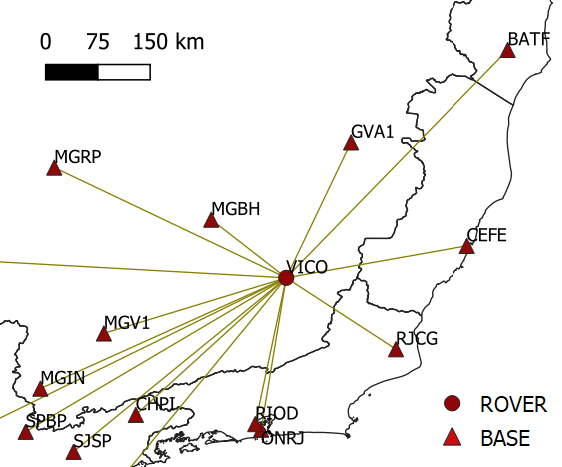 0 75 150 km
BATF
GVA1
MGRP
MGBH
CEFE
VICO
MGV1
RJCG
MGIN
CHPI
SPBP
RIOD
ONRJ
SJSP
ROVER
BASE